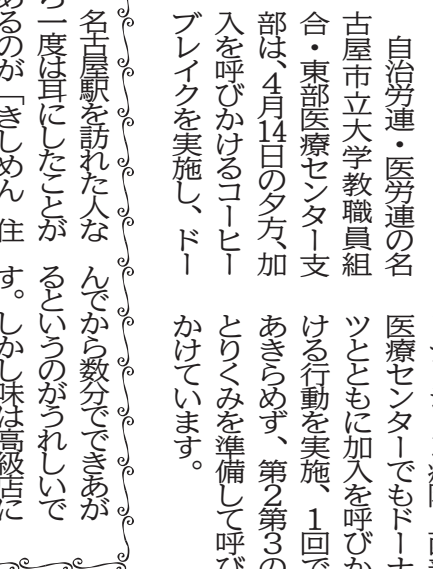 自治労連・医労連の名
古屋市立大学教職員組
合・東部医療センター支
部は、4月14日の夕方、加
入を呼びかけるコーヒー
ブレイクを実施し、ドー
医療センターでもドーナ
ツとともに加入を呼びか
ける行動を実施、1回で
あきらめず、第2第3の
とりくみを準備して呼び
かけています。
名古屋駅を訪れた人な
ら一度は耳にしたことが
あるのが「きしめん 住
んでから数分でできあが
るというのがうれしいで
す。しかし味は高級店に